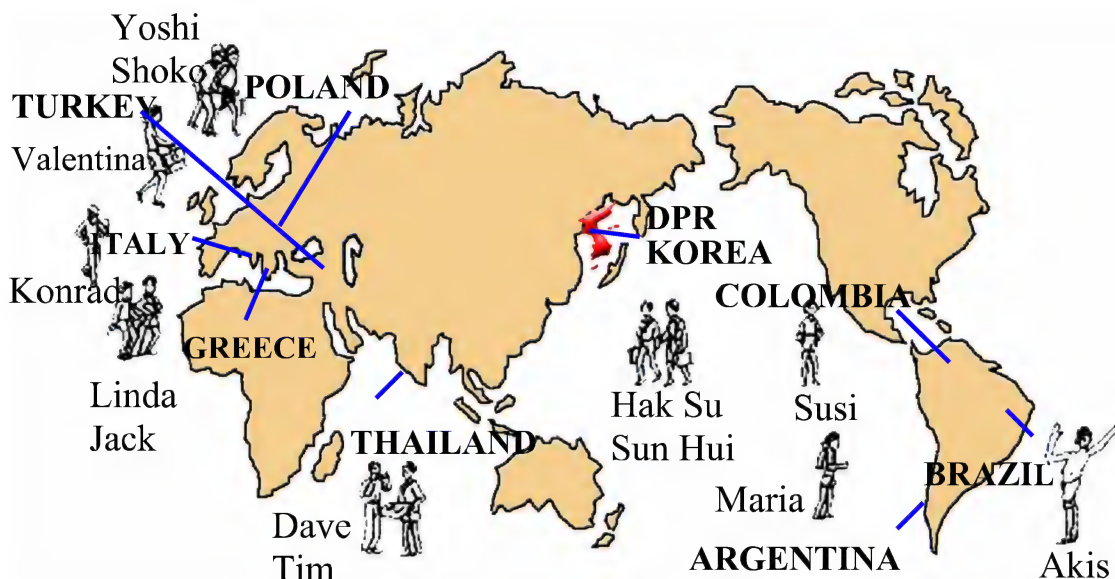 Yoshi
Shoko
TURKEY
POLAND
Valentina
ITALY
DPR
KOREA
Konrad
COLOMBIA
GREECE
Linda
Jack
Hak Su
Sun Hui
Susi
THAILAND
BRAZIL
Maria
Dave
Tim
ARGENTINA
Akis